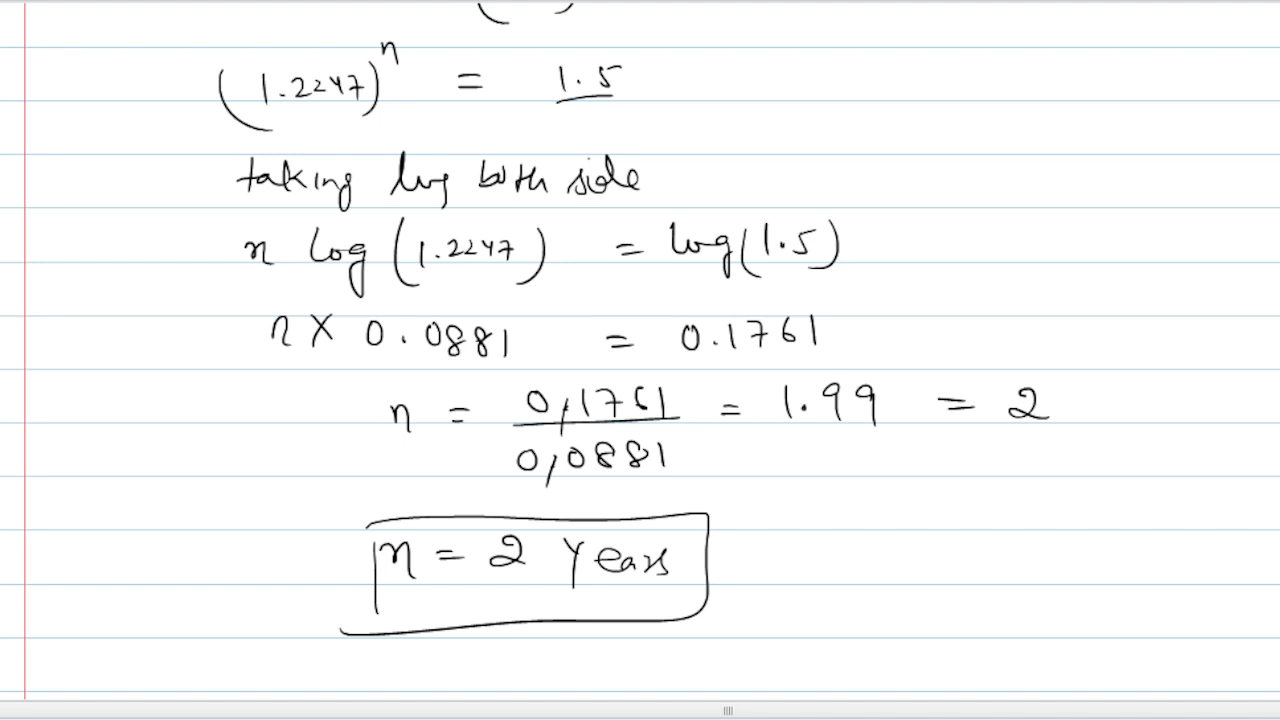 (1.2247)^n = 1.5
taking log both side
n log (1.2247) = log(1.5)
n x 0.0881 = 0.1761
n = 0,1761 / 0,0881 = 1.99 = 2
n = 2 Years